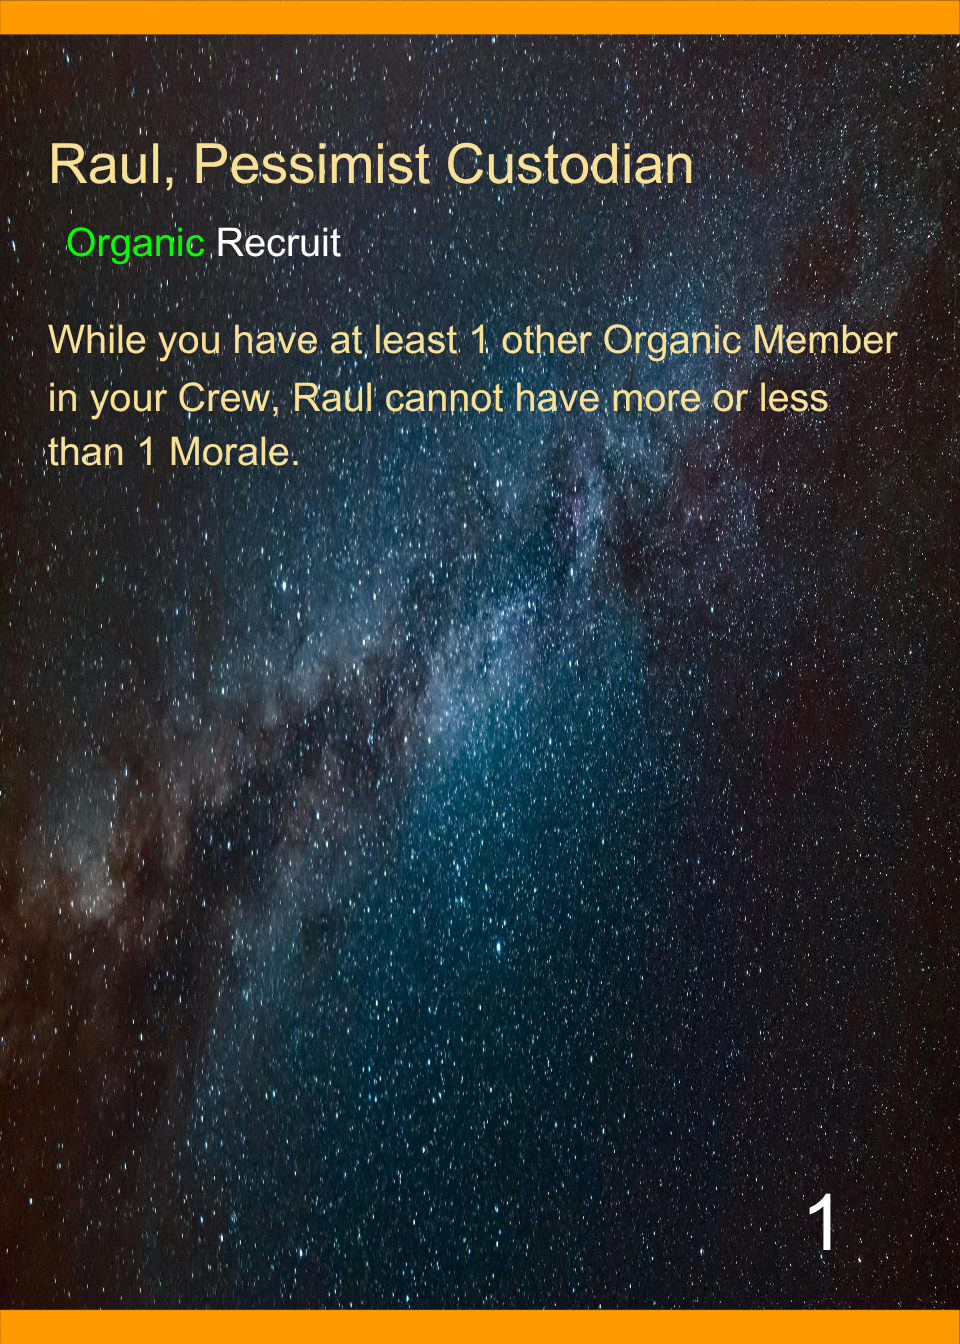 Raul, Pessimist Custodian
Organic Recruit
While you have at least 1 other Organic Member
in your Crew, Raul cannot have more or less
than 1 Morale.
1